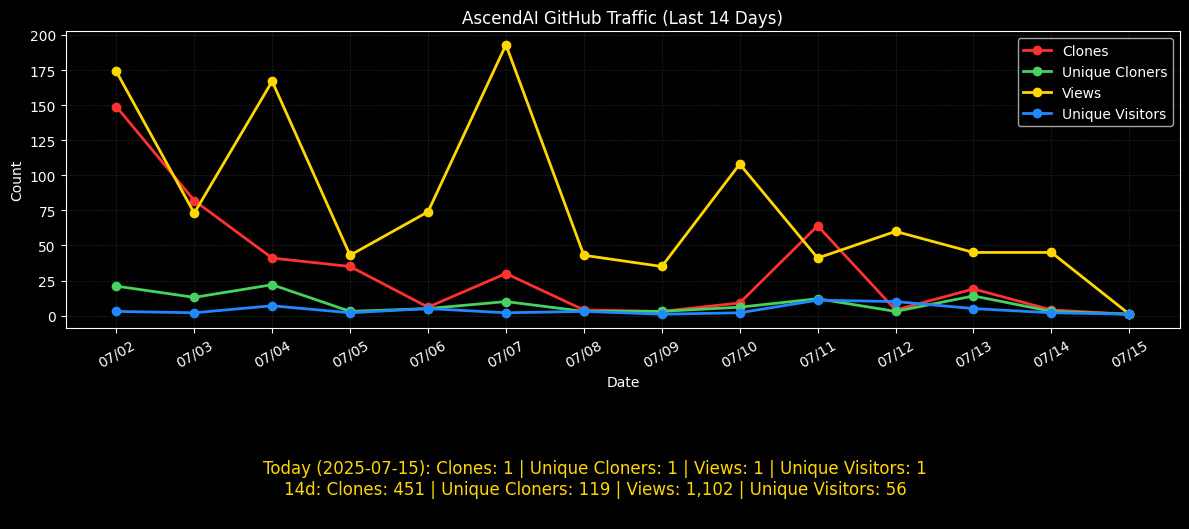 AscendAI GitHub Traffic (Last 14 Days)
200
175
150
125
100
75
50
25
0
Count
Clones
Unique Cloners
Views
Unique Visitors
07/02
07/03
07/04
07/05
07/06
07/07
07/08
07/09
07/10
07/11
07/12
07/13
07/14
07/15
Date
Today (2025-07-15): Clones: 1 | Unique Cloners: 1 | Views: 1 | Unique Visitors: 1
14d: Clones: 451 | Unique Cloners: 119 | Views: 1,102 | Unique Visitors: 56